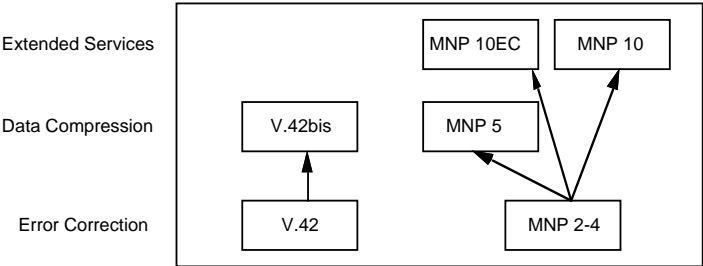 Extended Services
MNP 10EC
MNP 10
Data Compression
V.42bis
MNP 5
Error Correction
V.42
MNP 2-4